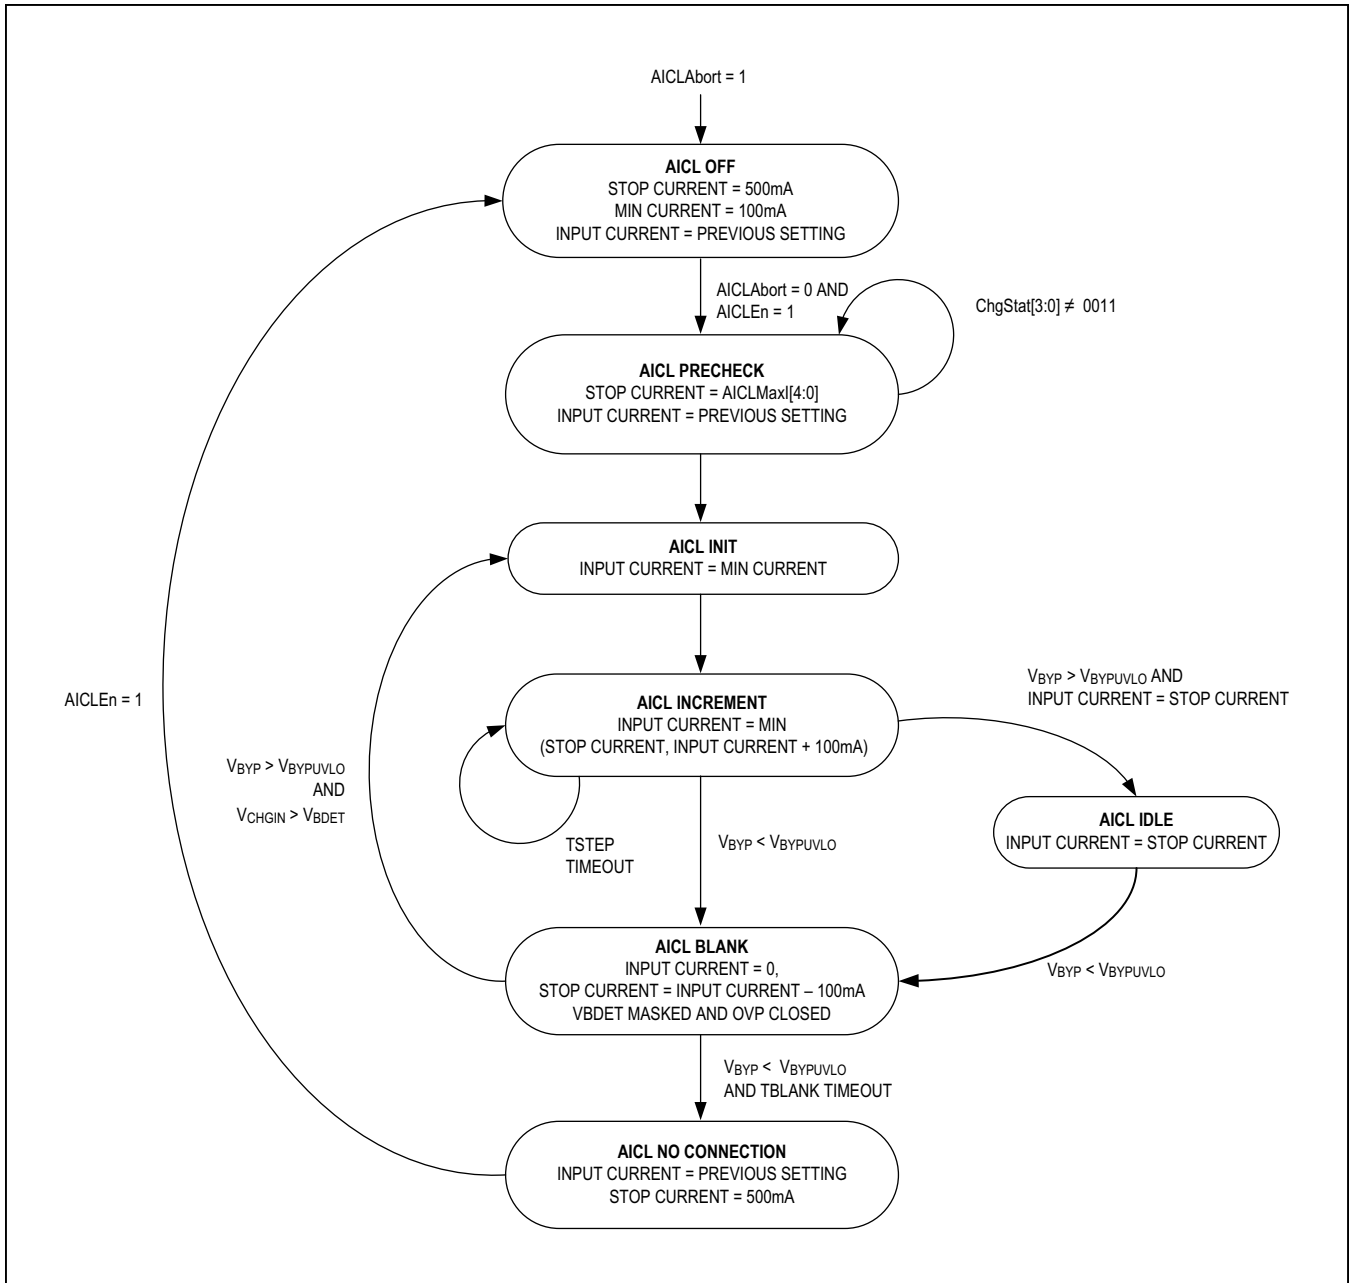 AICLAbort = 1
AICL OFF
STOP CURRENT = 500mA
MIN CURRENT = 100mA
INPUT CURRENT = PREVIOUS SETTING
AICLAbort = 0 AND
AICLEn = 1
ChgStat[3:0] ≠ 0011
AICL PRECHECK
STOP CURRENT = AICLMaxI[4:0]
INPUT CURRENT = PREVIOUS SETTING
AICL INIT
INPUT CURRENT = MIN CURRENT
AICLEn = 1
VBYP > VBYPUVLO
AND
VCHGIN > VBDET
AICL INCREMENT
INPUT CURRENT = MIN
(STOP CURRENT, INPUT CURRENT + 100mA)
VBYP > VBYPUVLO AND
INPUT CURRENT = STOP CURRENT
TSTEP
TIMEOUT
VBYP < VBYPUVLO
AICL IDLE
INPUT CURRENT = STOP CURRENT
VBYP < VBYPUVLO
AICL BLANK
INPUT CURRENT = 0,
STOP CURRENT = INPUT CURRENT – 100mA
VBDET MASKED AND OVP CLOSED
VBYP < VBYPUVLO
AND TBLANK TIMEOUT
AICL NO CONNECTION
INPUT CURRENT = PREVIOUS SETTING
STOP CURRENT = 500mA